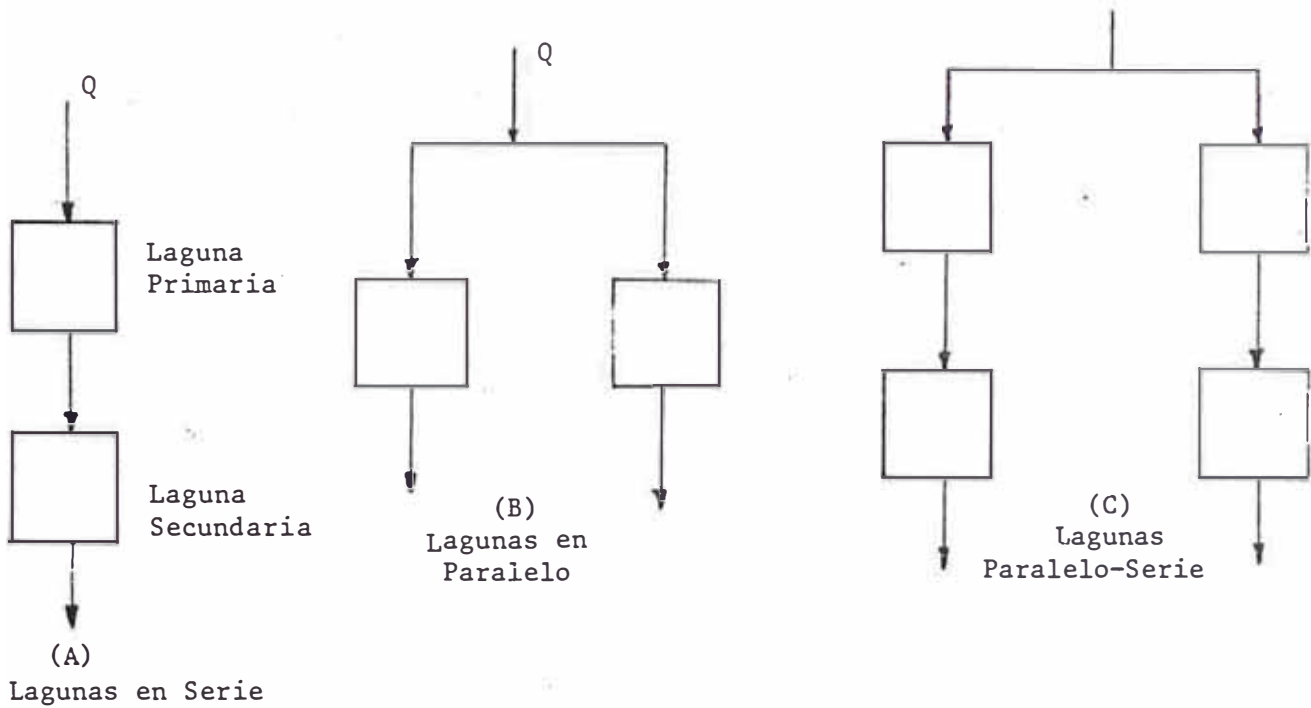 Q
Laguna
Primaria
Laguna
Secundaria
(A)
Lagunas en Serie
Q
(B)
Lagunas en
Paralelo
(C)
Lagunas
Paralelo-Serie